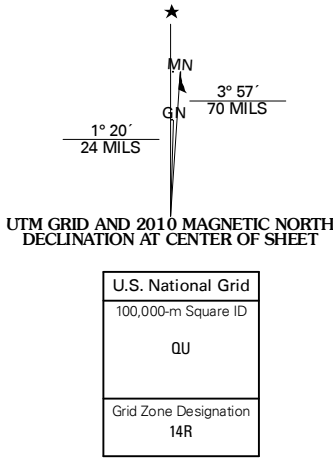 ★
MN
3° 57´
70 MILS
GN
1° 20´
24 MILS
UTM GRID AND 2010 MAGNETIC NORTH
DECLINATION AT CENTER OF SHEET
U.S. National Grid
100,000-m Square ID
QU
Grid Zone Designation
14R